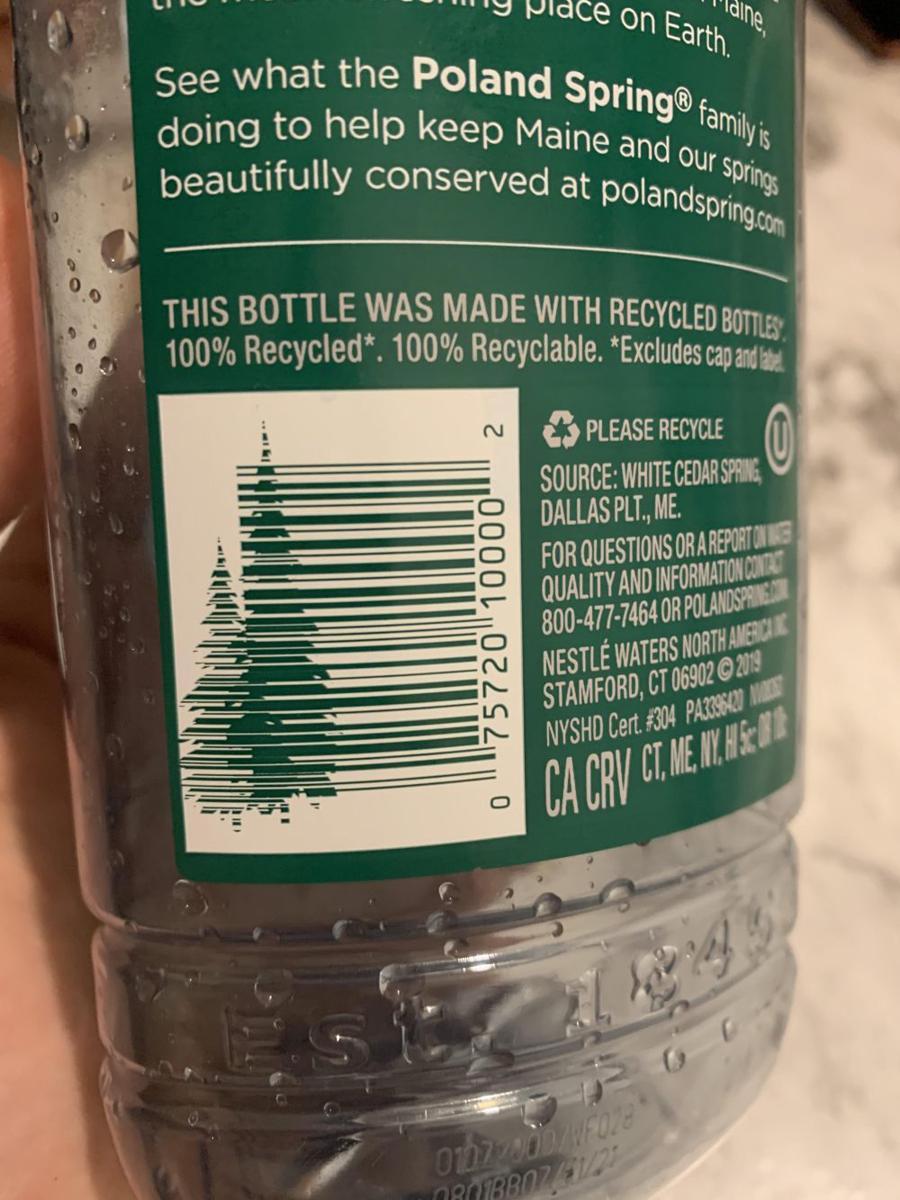 place on Earth.
Maine,
See what the Poland Spring® family is
doing to help keep Maine and our springs
beautifully conserved at polandspring.com
THIS BOTTLE WAS MADE WITH RECYCLED BOTTLES*.
100% Recycled*. 100% Recyclable. *Excludes cap and label.
0 75720 10000 2
PLEASE RECYCLE
U
SOURCE: WHITE CEDAR SPRING,
DALLAS PLT., ME.
FOR QUESTIONS OR A REPORT ON WATER
QUALITY AND INFORMATION CONTACT
800-477-7464 OR POLANDSPRING.COM
NESTLÉ WATERS NORTH AMERICA INC.
STAMFORD, CT 06902 © 2019
NYSHD Cert. #304 PA3396420
CA CRV CT, ME, NY, HI 5c; OR 10c
Est. 1845